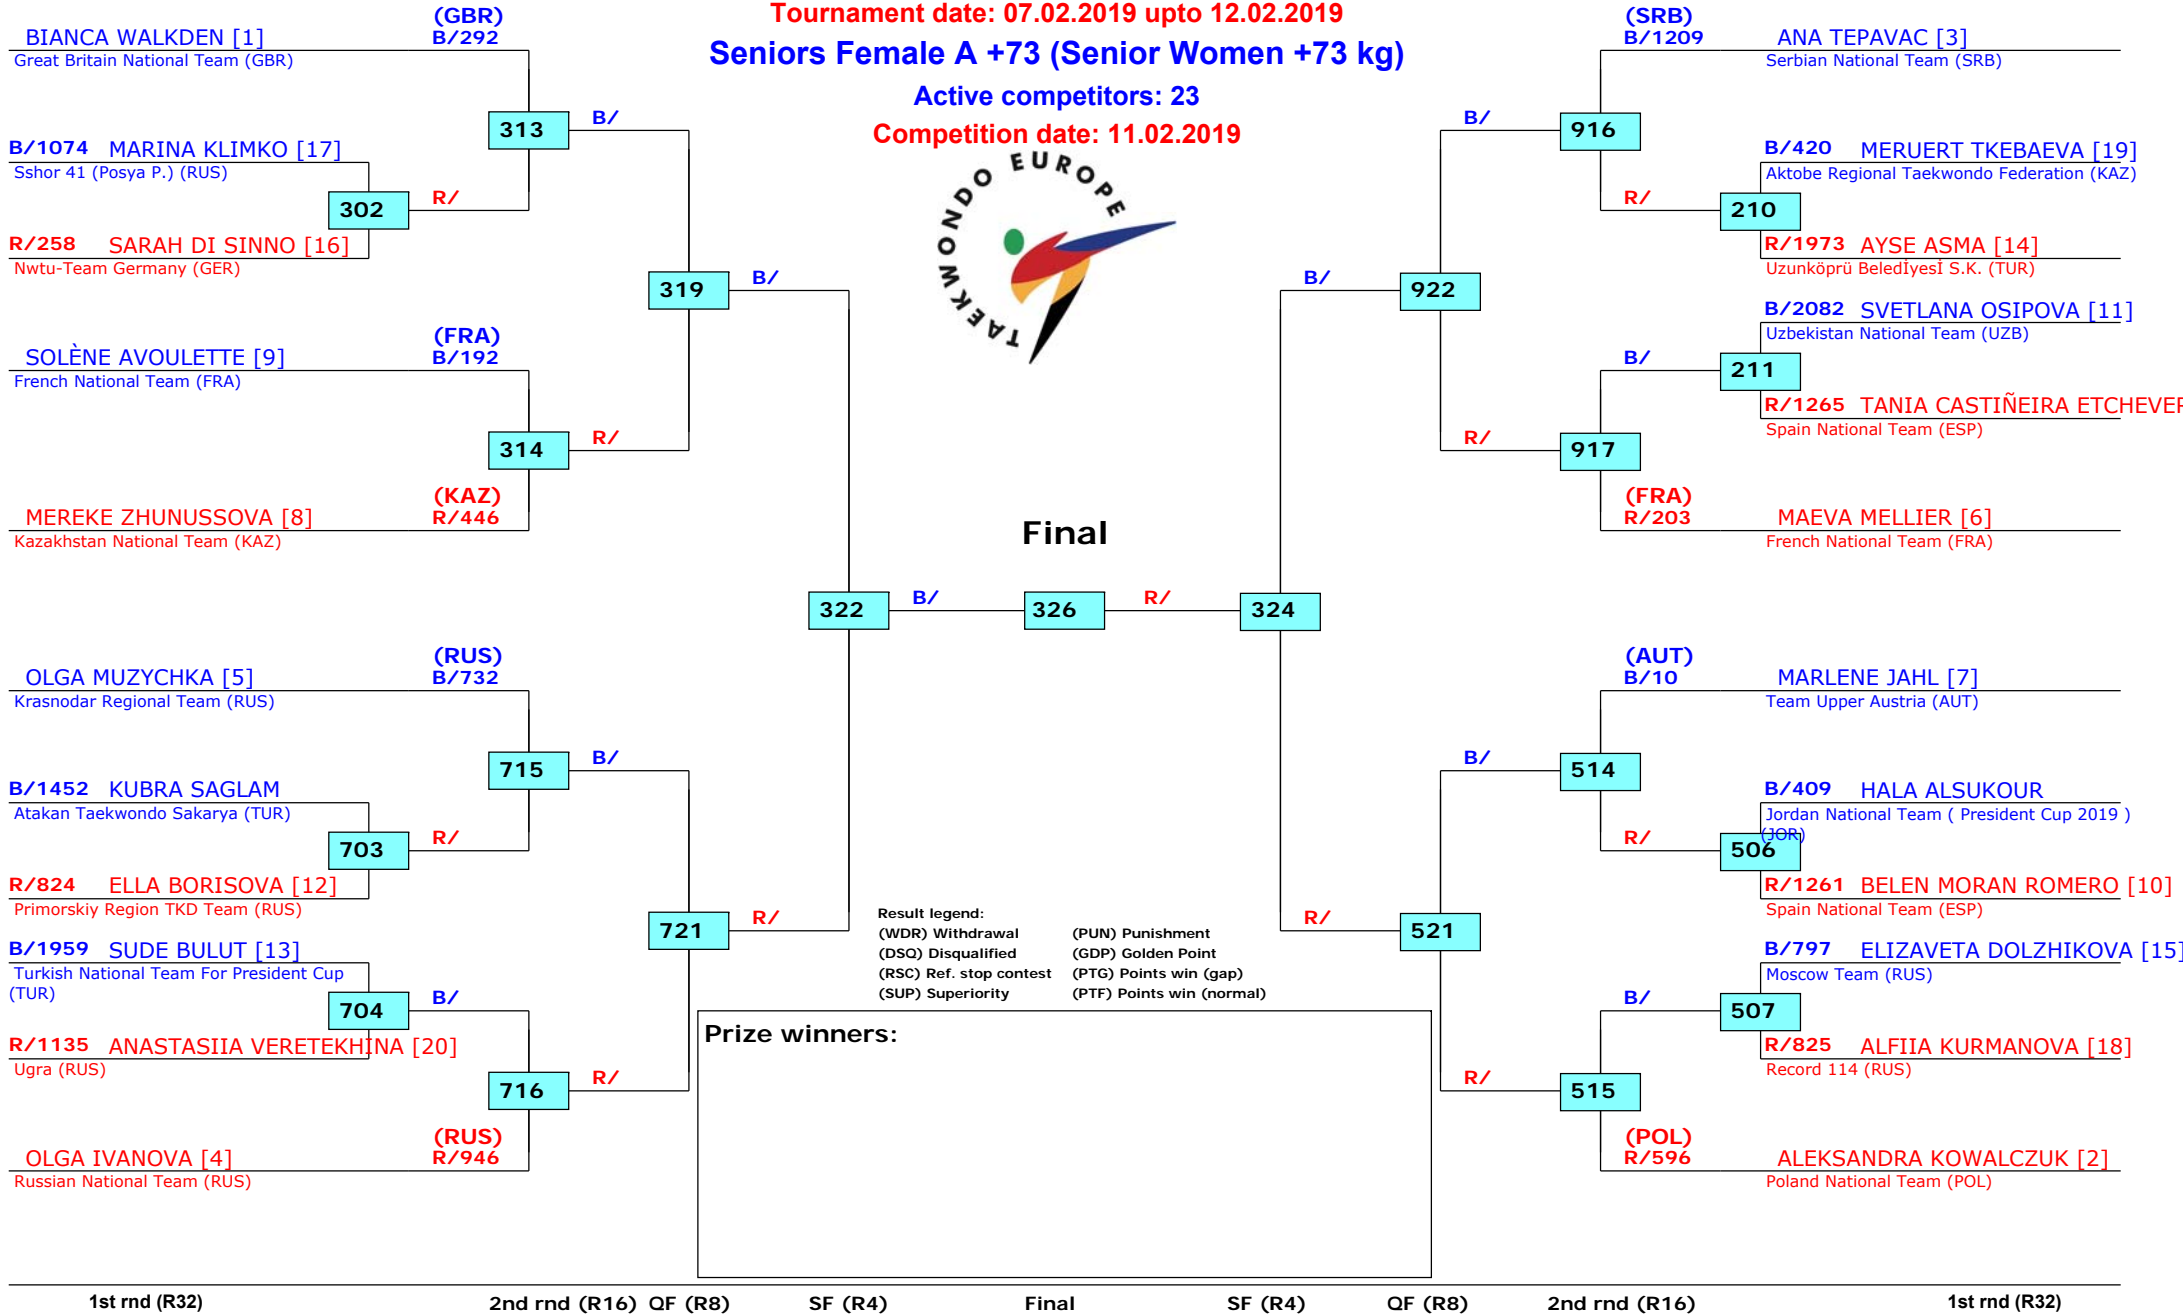 Tournament date: 07.02.2019 upto 12.02.2019
Seniors Female A +73 (Senior Women +73 kg)
Active competitors: 23
Competition date: 11.02.2019
TAEKWONDO EUROPE
(GBR)
BIANCA WALKDEN [1] B/292
Great Britain National Team (GBR)
313 B/
B/1074 MARINA KLIMKO [17]
Sshor 41 (Posya P.) (RUS)
302 R/
R/258 SARAH DI SINNO [16]
Nwtu-Team Germany (GER)
319 B/
(FRA)
SOLÈNE AVOULETTE [9] B/192
French National Team (FRA)
314 R/
(KAZ)
MEREKE ZHUNUSSOVA [8] R/446
Kazakhstan National Team (KAZ)
322 B/
(RUS)
OLGA MUZYCHKA [5] B/732
Krasnodar Regional Team (RUS)
715 B/
B/1452 KUBRA SAGLAM
Atakan Taekwondo Sakarya (TUR)
703 R/
R/824 ELLA BORISOVA [12]
Primorskiy Region TKD Team (RUS)
721 R/
B/1959 SUDE BULUT [13]
Turkish National Team For President Cup
(TUR)
704 B/
R/1135 ANASTASIIA VERETEKHINA [20]
Ugra (RUS)
716 R/
(RUS)
OLGA IVANOVA [4] R/946
Russian National Team (RUS)
Final
326
(SRB)
B/1209 ANA TEPAVAC [3]
Serbian National Team (SRB)
B/ 916
B/420 MERUERT TKEBAEVA [19]
Aktobe Regional Taekwondo Federation (KAZ)
R/ 210
R/1973 AYSE ASMA [14]
Uzunköprü Beledİyesİ S.K. (TUR)
B/ 922
B/2082 SVETLANA OSIPOVA [11]
Uzbekistan National Team (UZB)
B/ 211
R/1265 TANIA CASTIÑEIRA ETCHEVER
Spain National Team (ESP)
R/ 917
(FRA)
R/203 MAEVA MELLIER [6]
French National Team (FRA)
R/ 324
(AUT)
B/10 MARLENE JAHL [7]
Team Upper Austria (AUT)
B/ 514
B/409 HALA ALSUKOUR
Jordan National Team ( President Cup 2019 )
(JOR)
R/ 506
R/1261 BELEN MORAN ROMERO [10]
Spain National Team (ESP)
R/ 521
B/797 ELIZAVETA DOLZHIKOVA [15]
Moscow Team (RUS)
B/ 507
R/825 ALFIIA KURMANOVA [18]
Record 114 (RUS)
R/ 515
(POL)
R/596 ALEKSANDRA KOWALCZUK [2]
Poland National Team (POL)
Result legend:
(WDR) Withdrawal (PUN) Punishment
(DSQ) Disqualified (GDP) Golden Point
(RSC) Ref. stop contest (PTG) Points win (gap)
(SUP) Superiority (PTF) Points win (normal)
Prize winners:
1st rnd (R32) 2nd rnd (R16) QF (R8) SF (R4) Final SF (R4) QF (R8) 2nd rnd (R16) 1st rnd (R32)